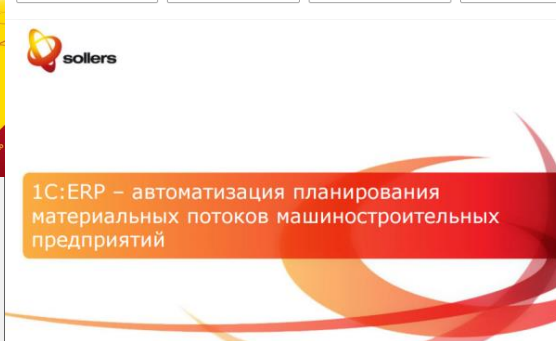 sollers
1С:ERP – автоматизация планирования
материальных потоков машиностроительных
предприятий